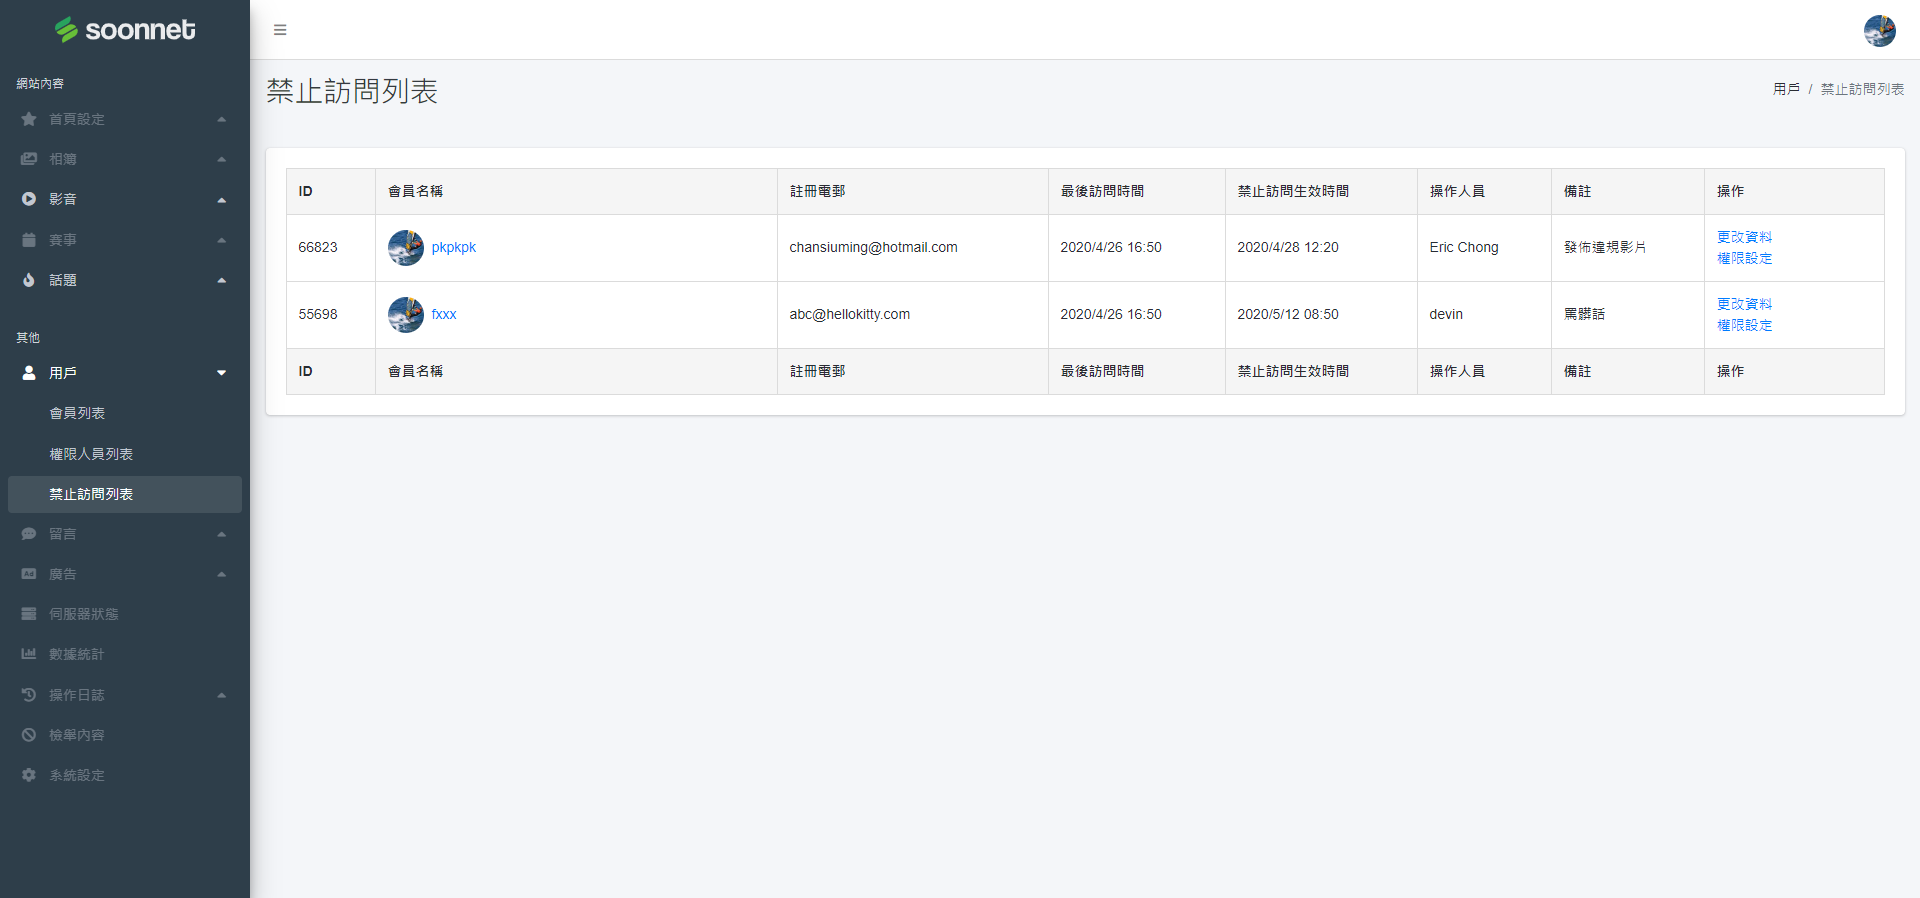 soonnet
網站內容
首頁設定
相簿
影音
賽事
話題
其他
用戶
會員列表
權限人員列表
禁止訪問列表
留言
廣告
伺服器狀態
數據統計
操作日誌
檢舉內容
系統設定
禁止訪問列表
用戶 / 禁止訪問列表
ID 會員名稱 註冊電郵 最後訪問時間 禁止訪問生效時間 操作人員 備註 操作
66823 pkpkpk chansiuming@hotmail.com 2020/4/26 16:50 2020/4/28 12:20 Eric Chong 發佈違規影片 更改資料
權限設定
55698 fxxx abc@hellokitty.com 2020/4/26 16:50 2020/5/12 08:50 devin 罵髒話 更改資料
權限設定
ID 會員名稱 註冊電郵 最後訪問時間 禁止訪問生效時間 操作人員 備註 操作